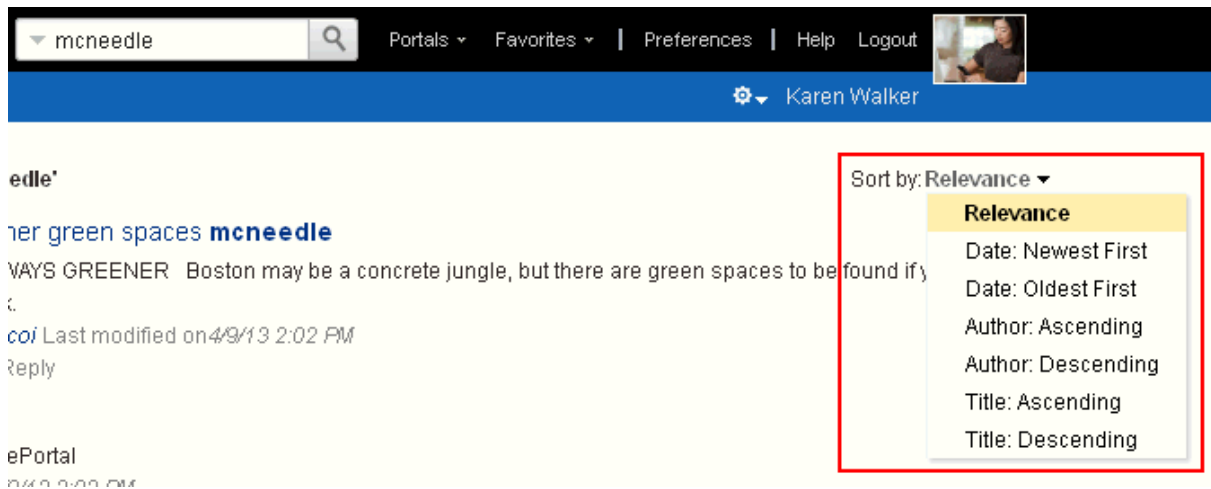 mcneedle
Portals Favorites | Preferences | Help Logout
Karen Walker
edle'
Sort by: Relevance
Relevance
Date: Newest First
Date: Oldest First
Author: Ascending
Author: Descending
Title: Ascending
Title: Descending
ner green spaces mcneedle
WAYS GREENER Boston may be a concrete jungle, but there are green spaces to be found if y
k.
coi Last modified on 4/9/13 2:02 PM
Reply
ePortal